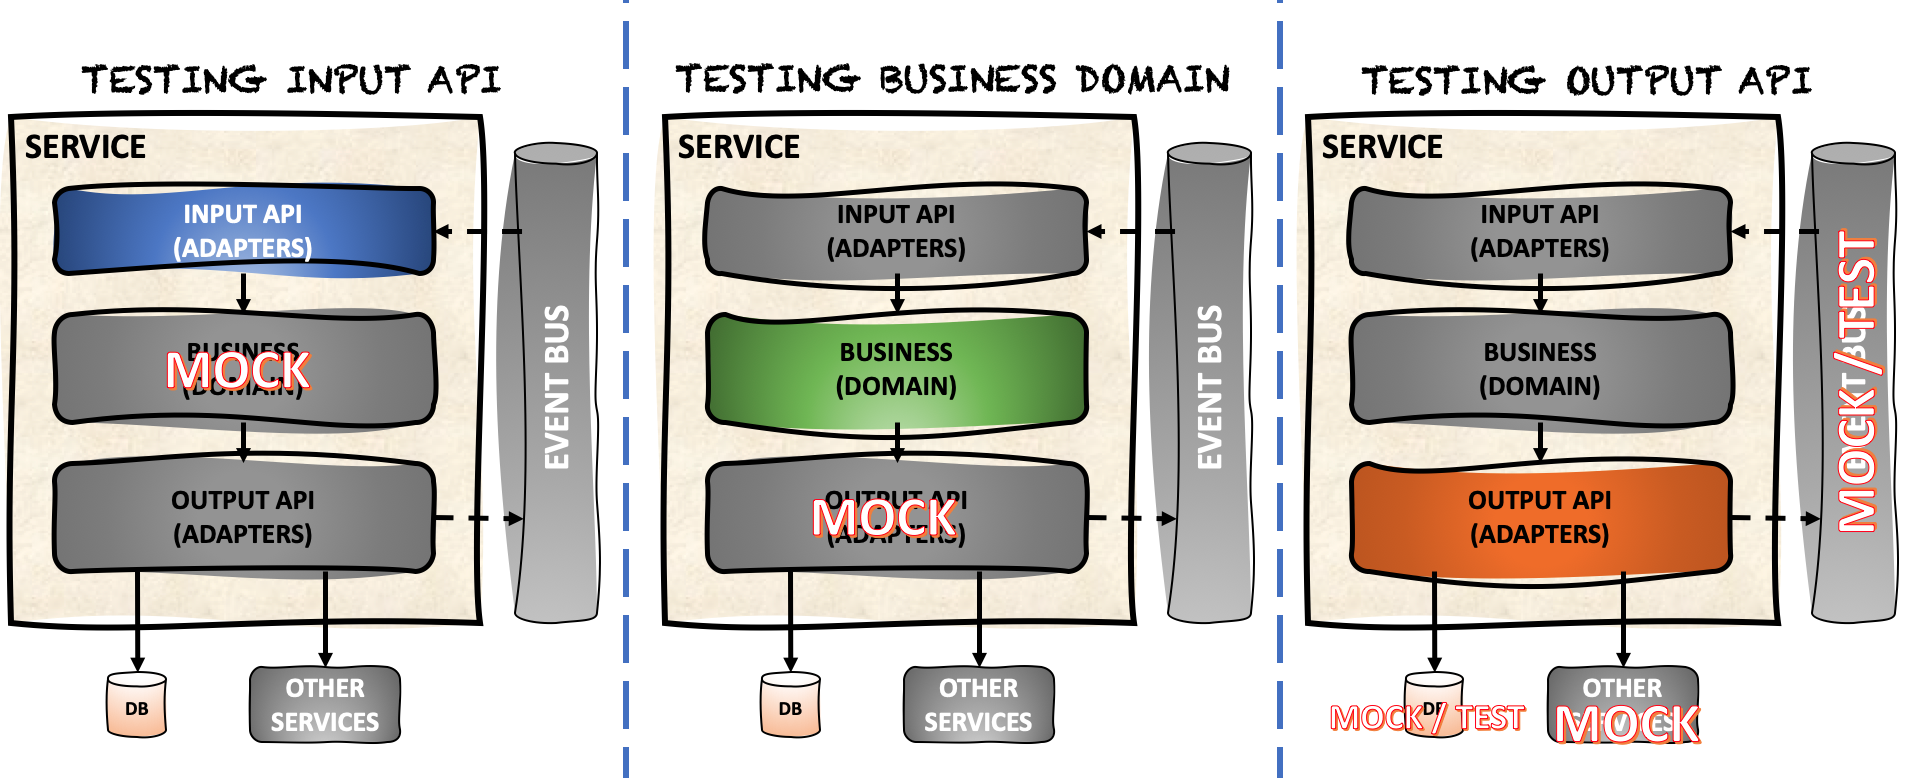 TESTING INPUT API
SERVICE
INPUT API
(ADAPTERS)
BUSINESS
(DOMAIN)
MOCK
OUTPUT API
(ADAPTERS)
EVENT BUS
DB
OTHER
SERVICES
TESTING BUSINESS DOMAIN
SERVICE
INPUT API
(ADAPTERS)
BUSINESS
(DOMAIN)
OUTPUT API
(ADAPTERS)
MOCK
EVENT BUS
DB
OTHER
SERVICES
TESTING OUTPUT API
SERVICE
INPUT API
(ADAPTERS)
BUSINESS
(DOMAIN)
OUTPUT API
(ADAPTERS)
EVENT BUS
MOCK / TEST
DB
MOCK / TEST
OTHER
SERVICES
MOCK